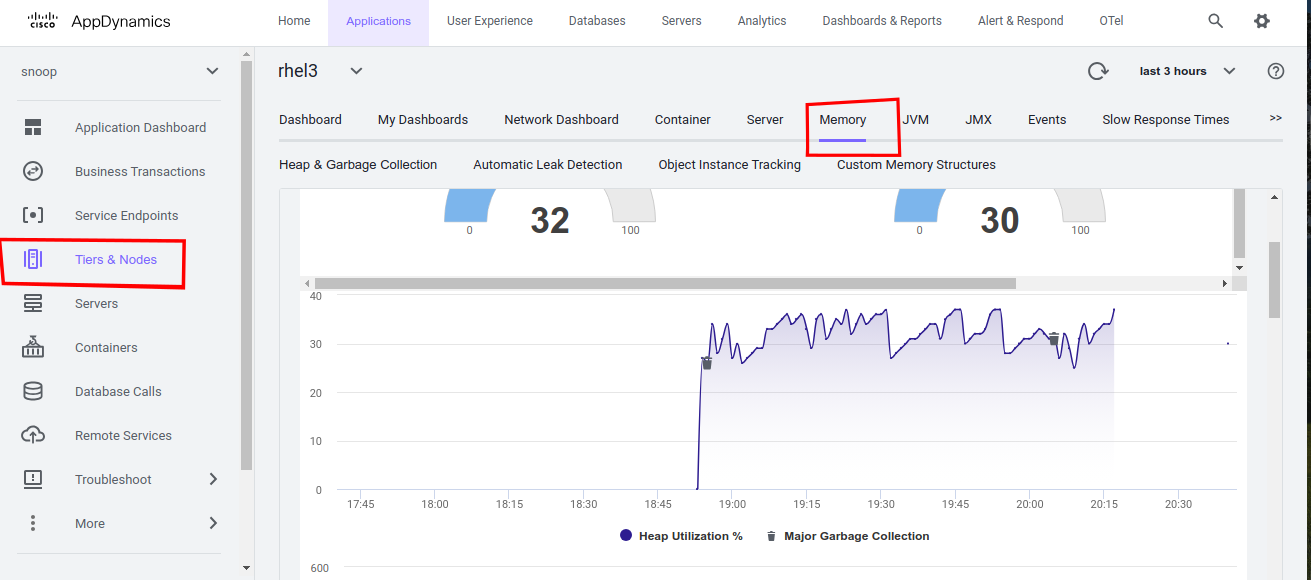 cisco AppDynamics
Home Applications User Experience Databases Servers Analytics Dashboards & Reports Alert & Respond OTel
snoop
Application Dashboard
Business Transactions
Service Endpoints
Tiers & Nodes
Servers
Containers
Database Calls
Remote Services
Troubleshoot
More
rhel3
last 3 hours
Dashboard My Dashboards Network Dashboard Container Server Memory JVM JMX Events Slow Response Times >>
Heap & Garbage Collection Automatic Leak Detection Object Instance Tracking Custom Memory Structures
32 30
0 100 0 100
40
30
20
10
0
17:45 18:00 18:15 18:30 18:45 19:00 19:15 19:30 19:45 20:00 20:15 20:30
Heap Utilization % Major Garbage Collection
600